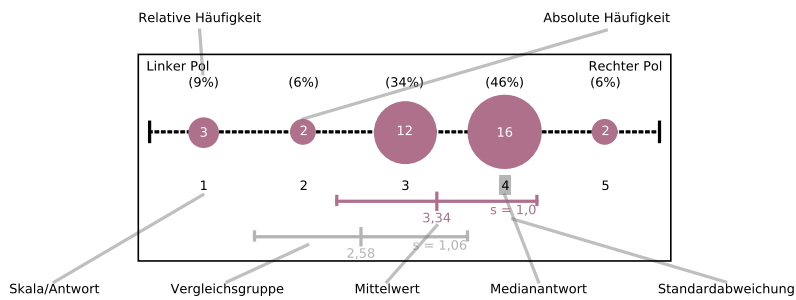 Relative Häufigkeit Absolute Häufigkeit
Linker Pol Rechter Pol
(9%) (6%) (34%) (46%) (6%)
3 2 12 16 2
1 2 3 4 5
3,34 s = 1,0
2,58 s = 1,06
Skala/Antwort Vergleichsgruppe Mittelwert Medianantwort Standardabweichung